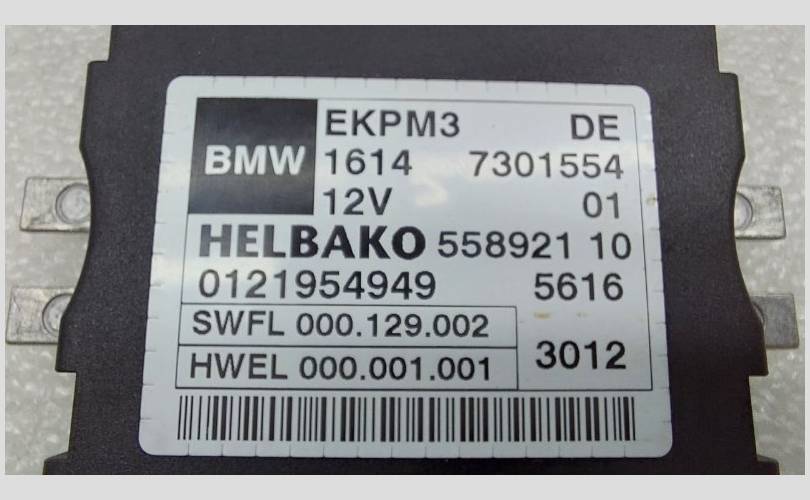 EKPM3 DE
BMW 1614 7301554
12V 01
HELBAKO 558921 10
0121954949 5616
SWFL 000.129.002
HWEL 000.001.001 3012